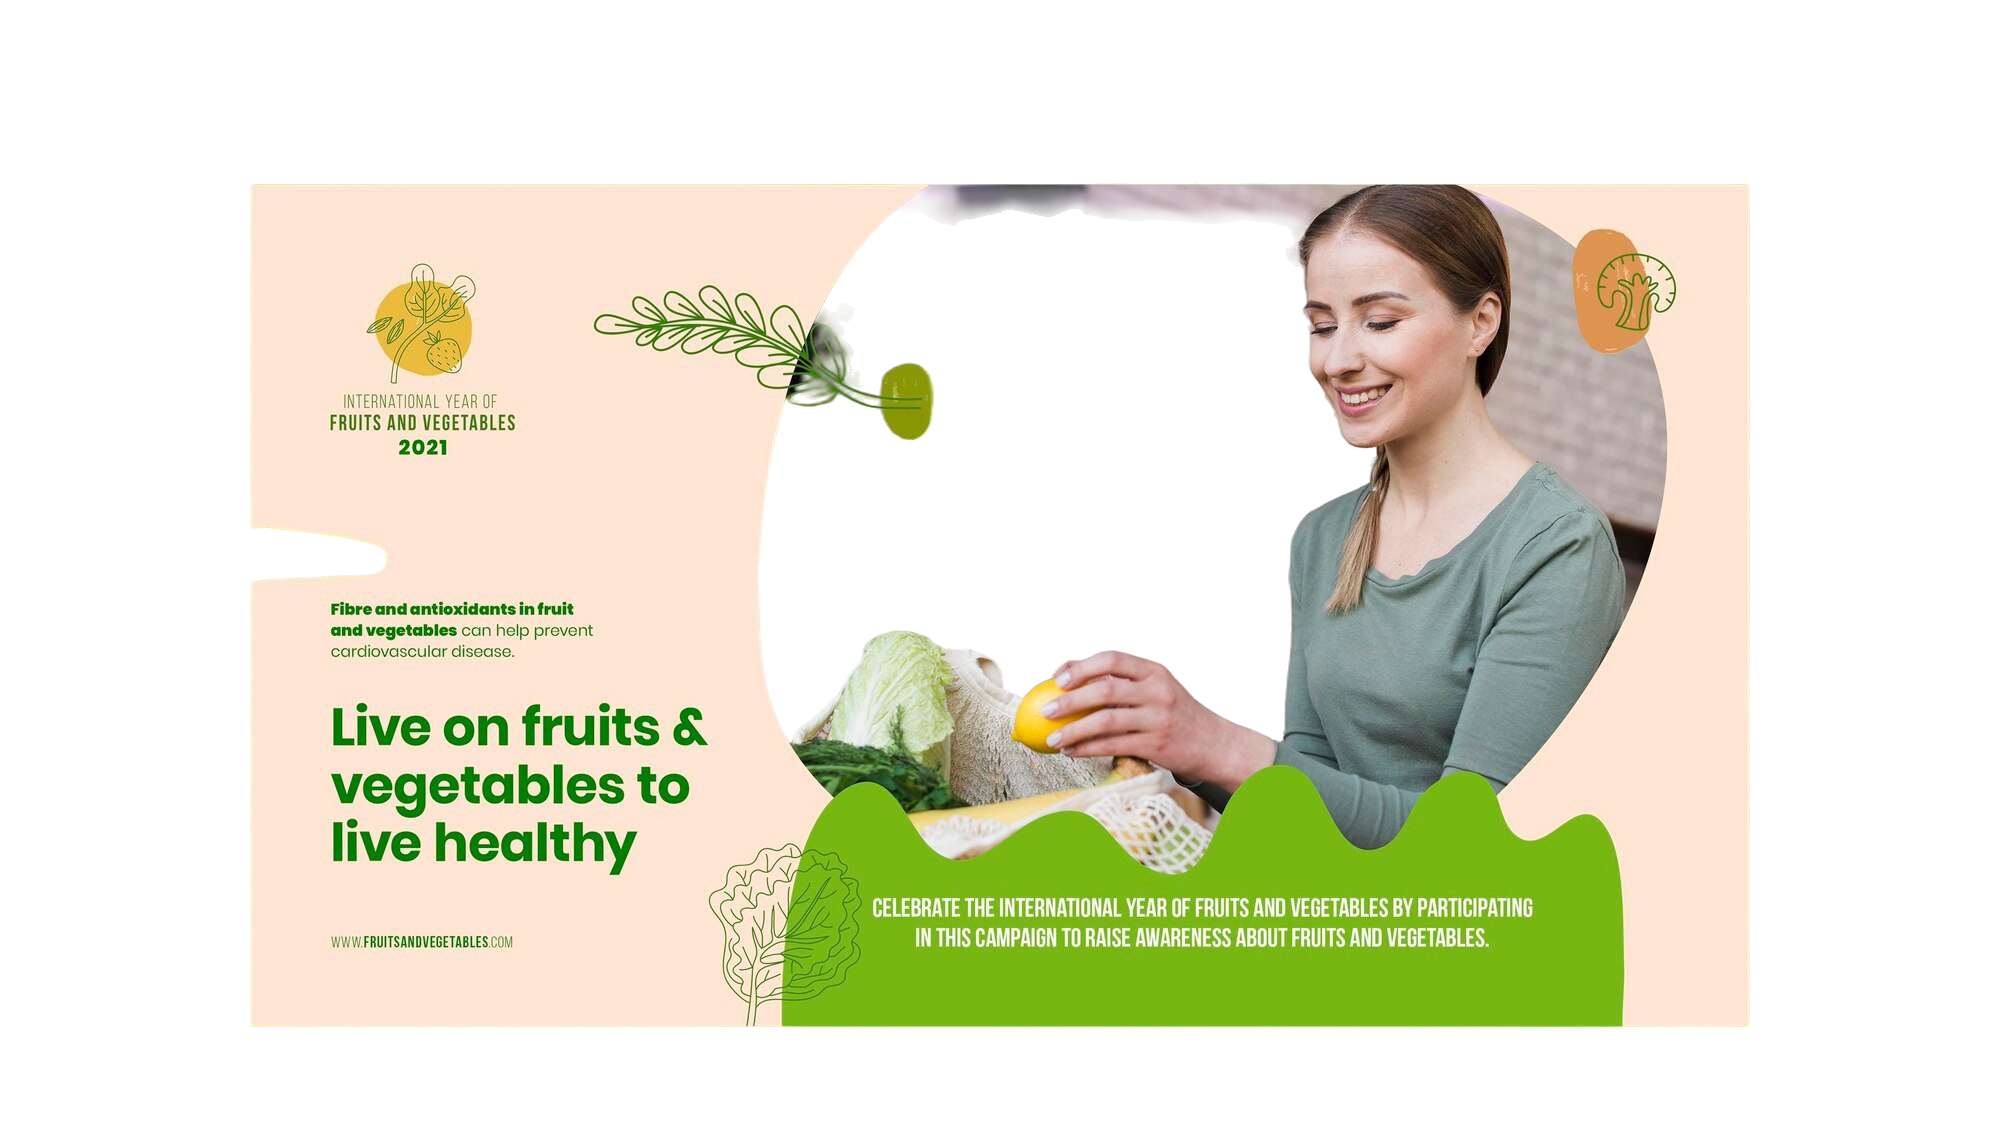 INTERNATIONAL YEAR OF
FRUITS AND VEGETABLES
2021
Fibre and antioxidants in fruit
and vegetables can help prevent
cardiovascular disease.
Live on fruits &
vegetables to
live healthy
WWW.FRUITSANDVEGETABLES.COM
CELEBRATE THE INTERNATIONAL YEAR OF FRUITS AND VEGETABLES BY PARTICIPATING
IN THIS CAMPAIGN TO RAISE AWARENESS ABOUT FRUITS AND VEGETABLES.